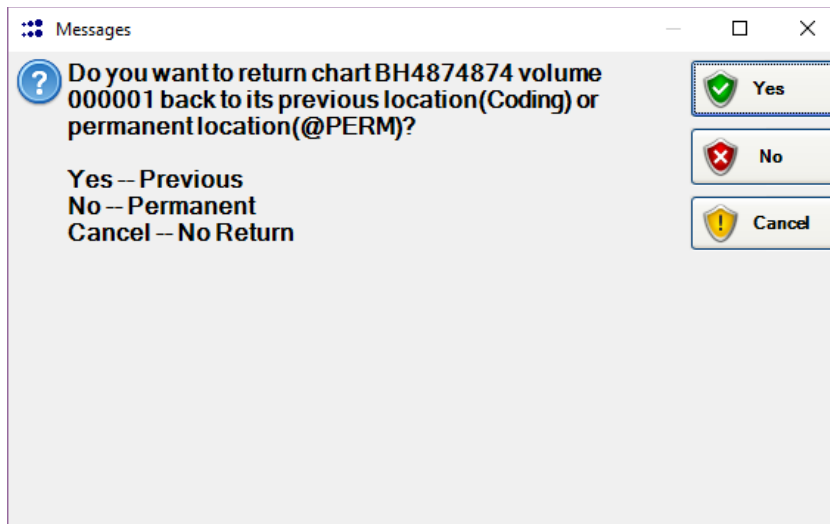 Messages
Do you want to return chart BH4874874 volume
000001 back to its previous location(Coding) or
permanent location(@PERM)?
Yes -- Previous
No -- Permanent
Cancel -- No Return
Yes
No
Cancel